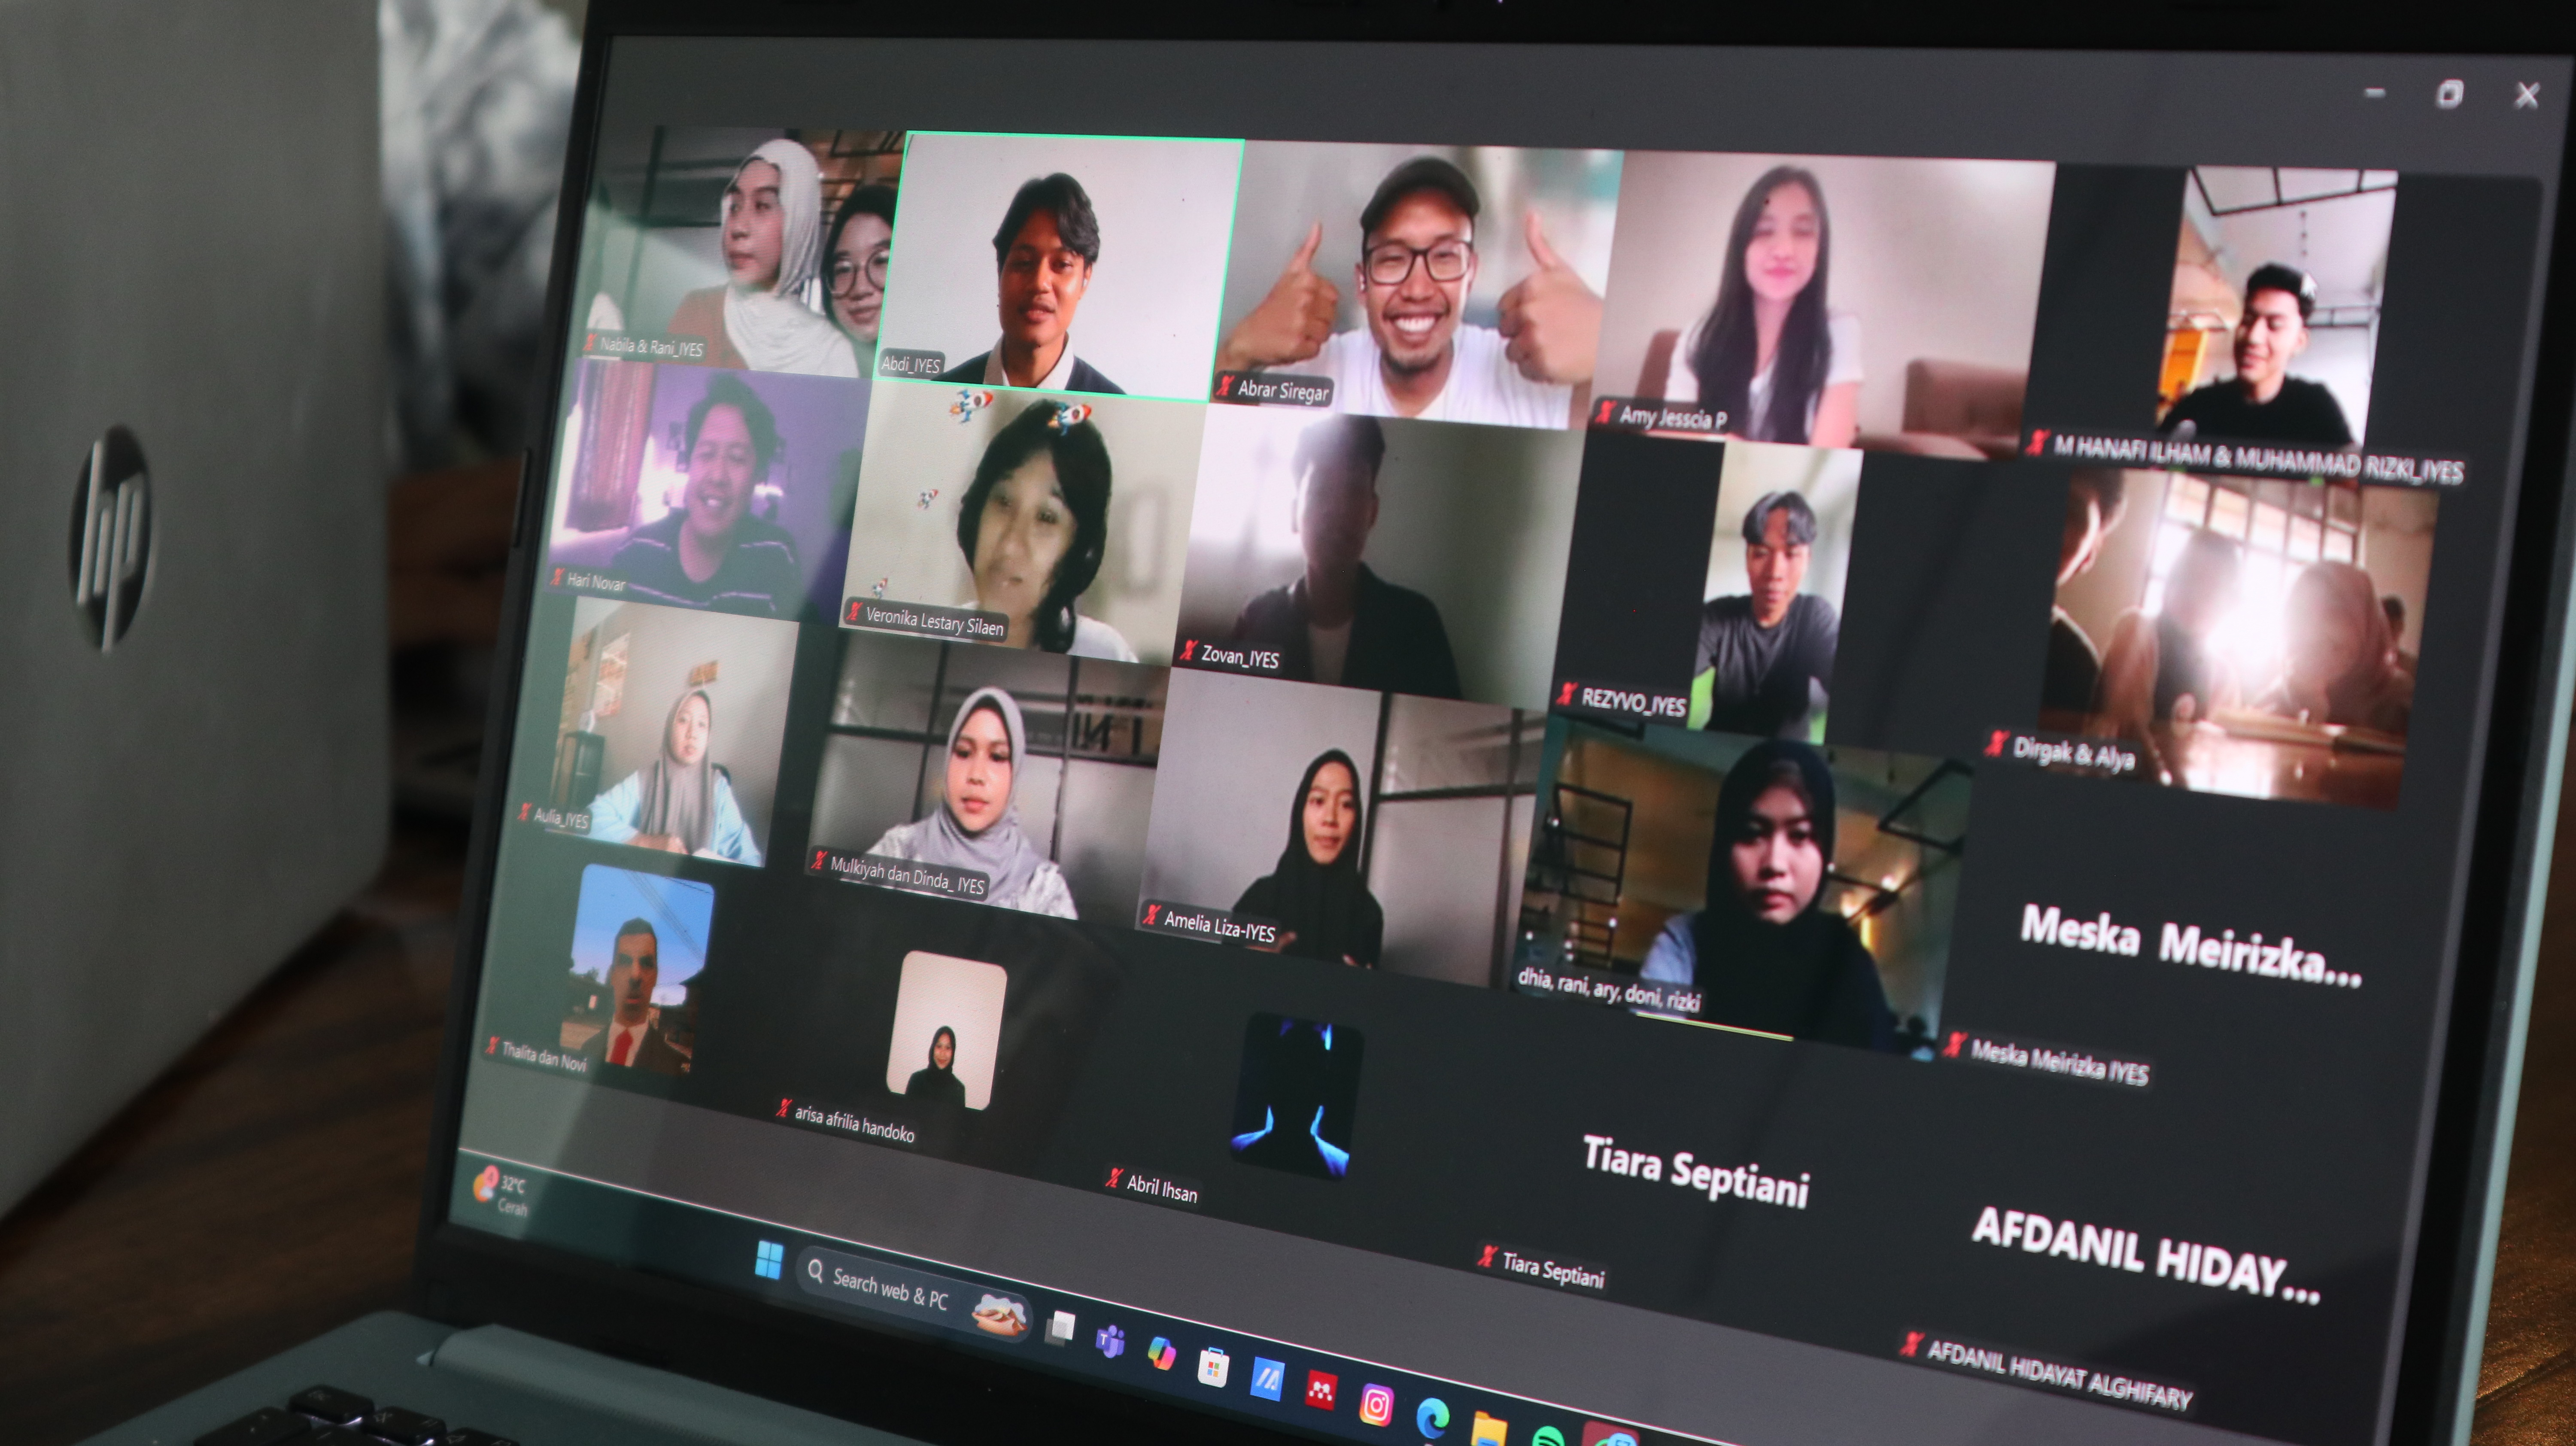 hp
Nabila & Rani_IYES
Abdi_IYES
Abrar Siregar
Amy Jesscia P
M HANAFI ILHAM & MUHAMMAD RIZKI_IYES
Hari Novar
Veronika Lestary Silaen
Zovan_IYES
REZYVO_IYES
Dirgak & Alya
Aulia_IYES
Mulkiyah dan Dinda_ IYES
Amelia Liza-IYES
dhia, rani, ary, doni, rizki
Meska Meirizka...
Meska Meirizka IYES
Thalita dan Novi
arisa afrilia handoko
Abril Ihsan
Tiara Septiani
Tiara Septiani
AFDANIL HIDAY...
AFDANIL HIDAYAT ALGHIFARY
32°C
Cerah
Search web & PC